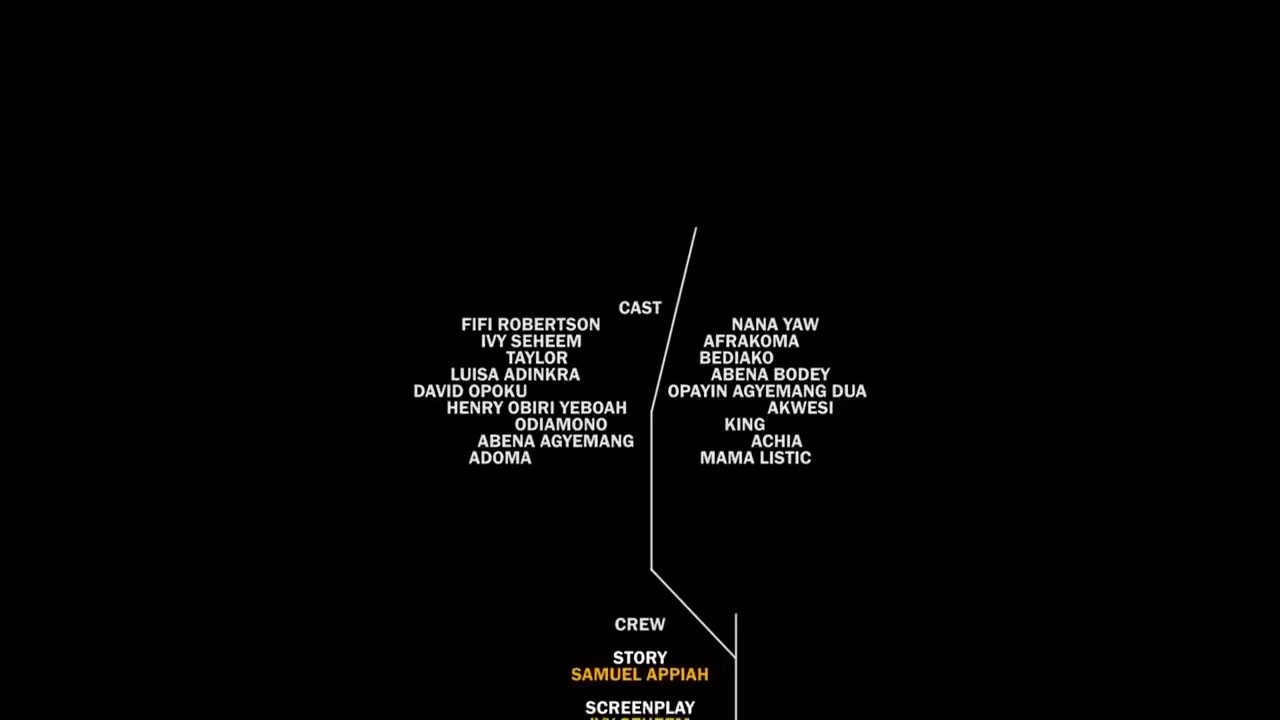 CAST
FIFI ROBERTSON NANA YAW
IVY SEHEEM AFRAKOMA
TAYLOR BEDIAKO
LUISA ADINKRA ABENA BODEY
DAVID OPOKU OPAYIN AGYEMANG DUA
HENRY OBIRI YEBOAH AKWESI
ODIAMONO KING
ABENA AGYEMANG ACHIA
ADOMA MAMA LISTIC
CREW
STORY
SAMUEL APPIAH
SCREENPLAY